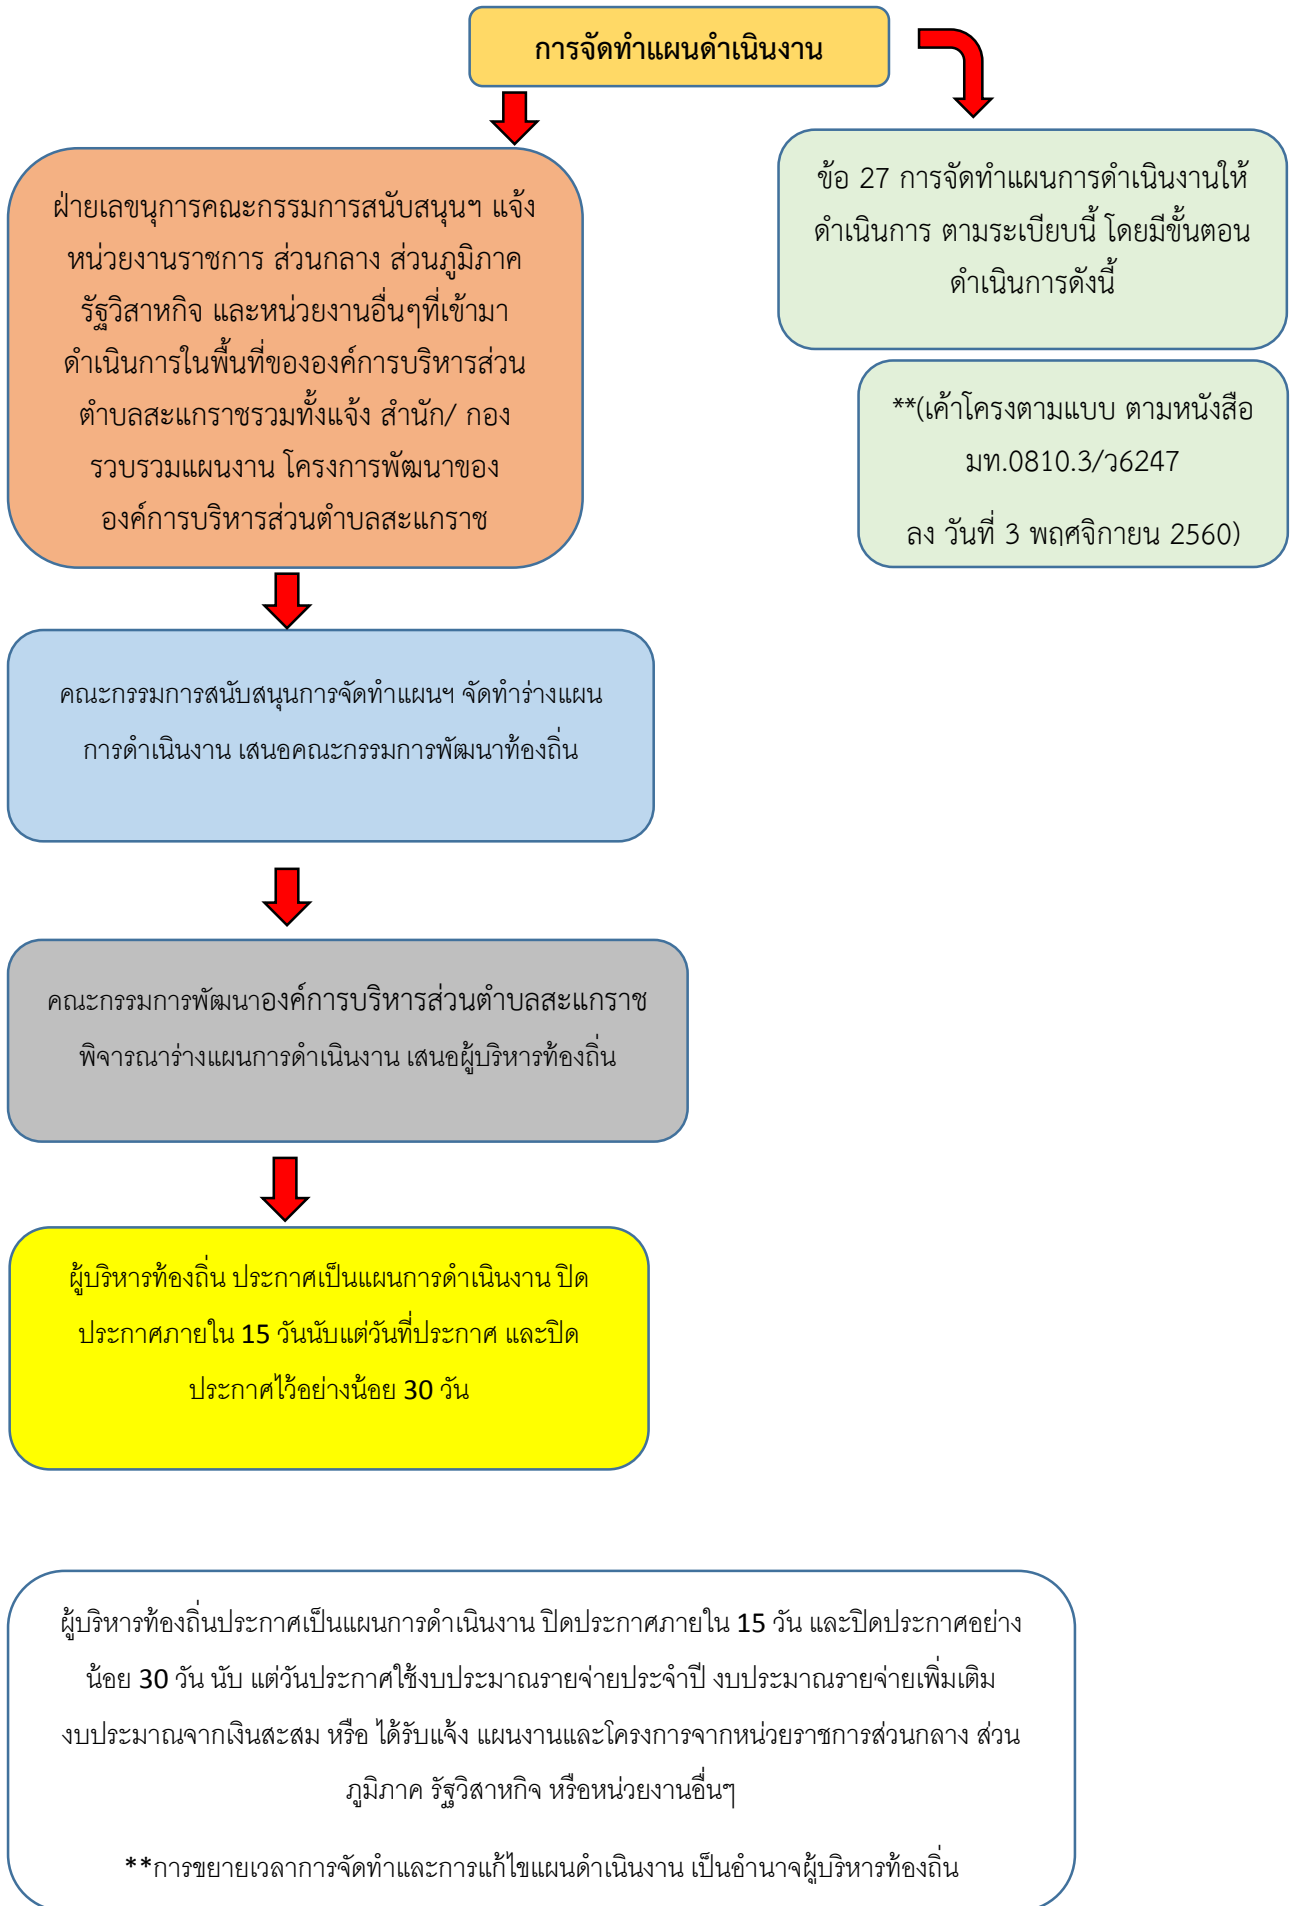 การจัดทำแผนดำเนินงาน
ฝ่ายเลขนุการคณะกรรมการสนับสนุนฯ แจ้ง
หน่วยงานราชการ ส่วนกลาง ส่วนภูมิภาค
รัฐวิสาหกิจ และหน่วยงานอื่นๆที่เข้ามา
ดำเนินการในพื้นที่ขององค์การบริหารส่วน
ตำบลสะแกราชรวมทั้งแจ้ง สำนัก/ กอง
รวบรวมแผนงาน โครงการพัฒนาของ
องค์การบริหารส่วนตำบลสะแกราช
ข้อ 27 การจัดทำแผนการดำเนินงานให้
ดำเนินการ ตามระเบียบนี้ โดยมีขั้นตอน
ดำเนินการดังนี้
**(เค้าโครงตามแบบ ตามหนังสือ
มท.0810.3/ว6247
ลง วันที่ 3 พฤศจิกายน 2560)
คณะกรรมการสนับสนุนการจัดทำแผนฯ จัดทำร่างแผน
การดำเนินงาน เสนอคณะกรรมการพัฒนาท้องถิ่น
คณะกรรมการพัฒนาองค์การบริหารส่วนตำบลสะแกราช
พิจารณาร่างแผนการดำเนินงาน เสนอผู้บริหารท้องถิ่น
ผู้บริหารท้องถิ่น ประกาศเป็นแผนการดำเนินงาน ปิด
ประกาศภายใน 15 วันนับแต่วันที่ประกาศ และปิด
ประกาศไว้อย่างน้อย 30 วัน
ผู้บริหารท้องถิ่นประกาศเป็นแผนการดำเนินงาน ปิดประกาศภายใน 15 วัน และปิดประกาศอย่าง
น้อย 30 วัน นับ แต่วันประกาศใช้งบประมาณรายจ่ายประจำปี งบประมาณรายจ่ายเพิ่มเติม
งบประมาณจากเงินสะสม หรือ ได้รับแจ้ง แผนงานและโครงการจากหน่วยราชการส่วนกลาง ส่วน
ภูมิภาค รัฐวิสาหกิจ หรือหน่วยงานอื่นๆ
**การขยายเวลาการจัดทำและการแก้ไขแผนดำเนินงาน เป็นอำนาจผู้บริหารท้องถิ่น